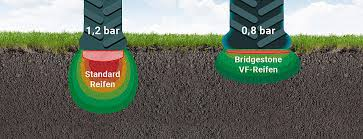 1,2 bar
Standard
Reifen
0,8 bar
Bridgestone
VF-Reifen